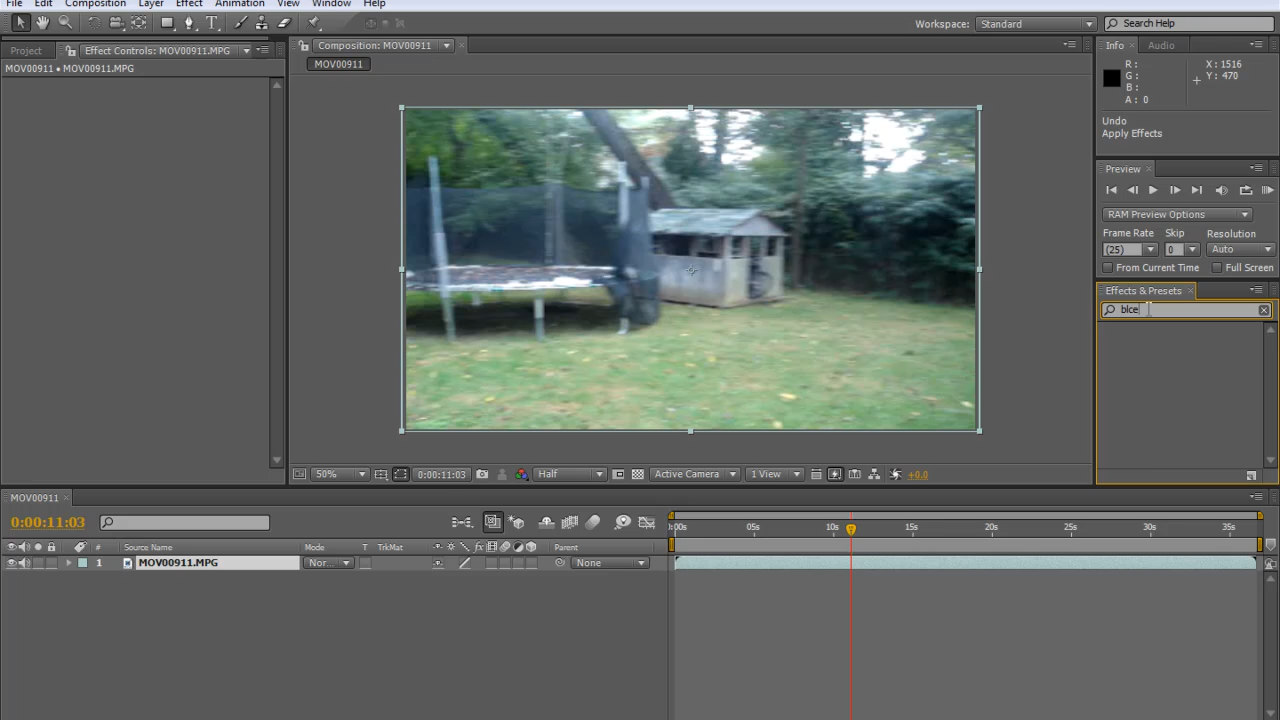 File Edit Composition Layer Effect Animation View Window Help
Workspace: Standard Search Help
Project Effect Controls: MOV00911.MPG Composition: MOV00911 Info Audio
MOV00911 • MOV00911.MPG
MOV00911
R: X: 1516
G: Y: 470
B:
A: 0
Undo
Apply Effects
Preview
RAM Preview Options
Frame Rate Skip Resolution
(25) 0 Auto
From Current Time Full Screen
Effects & Presets
blce
50% 0:00:11:03 Half Active Camera 1 View +0.0
MOV00911
0:00:11:03
:00s 05s 10s 15s 20s 25s 30s 35s
# Source Name Mode T TrkMat fx Parent
1 MOV00911.MPG Nor... None